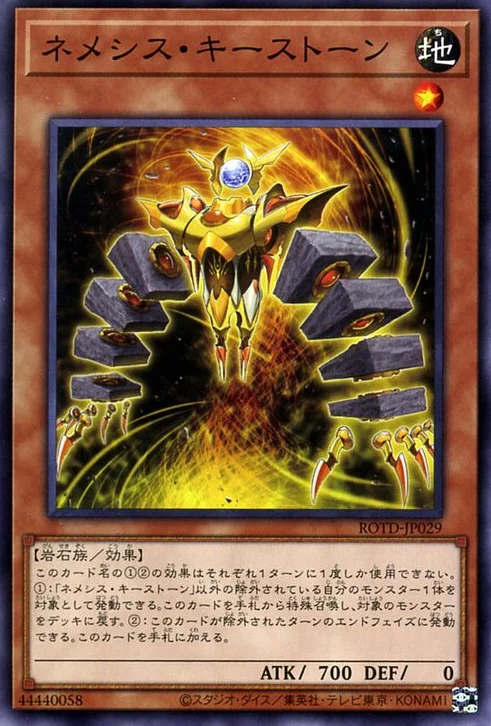 ネメシス・キーストーン
地
ROTD-JP029
【岩石族／効果】
このカード名の①②の効果はそれぞれ1ターンに1度しか使用できない。
①：「ネメシス・キーストーン」以外の除外されている自分のモンスター1体を
対象として発動できる。このカードを手札から特殊召喚し、対象のモンスター
をデッキに戻す。②：このカードが除外されたターンのエンドフェイズに発動
できる。このカードを手札に加える。
ATK/ 700 DEF/ 0
44440058 ©スタジオ・ダイス/集英社・テレビ東京・KONAMI